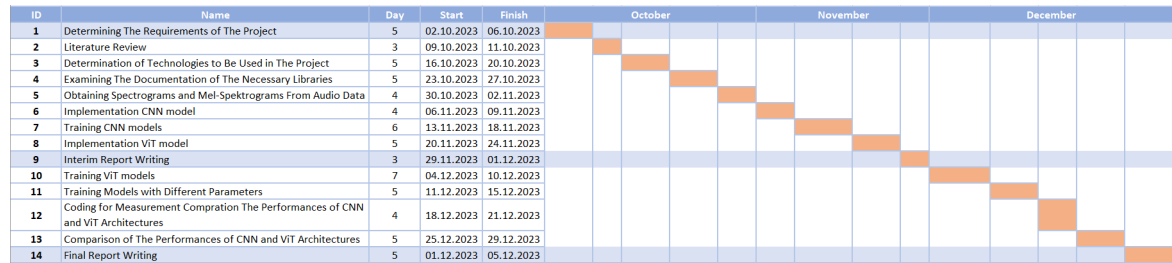 ID Name Day Start Finish October November December
1 Determining The Requirements of The Project 5 02.10.2023 06.10.2023
2 Literature Review 3 09.10.2023 11.10.2023
3 Determination of Technologies to Be Used in The Project 5 16.10.2023 20.10.2023
4 Examining The Documentation of The Necessary Libraries 5 23.10.2023 27.10.2023
5 Obtaining Spectrograms and Mel-Spektrograms From Audio Data 4 30.10.2023 02.11.2023
6 Implementation CNN model 4 06.11.2023 09.11.2023
7 Training CNN models 6 13.11.2023 18.11.2023
8 Implementation ViT model 5 20.11.2023 24.11.2023
9 Interim Report Writing 3 29.11.2023 01.12.2023
10 Training ViT models 7 04.12.2023 10.12.2023
11 Training Models with Different Parameters 5 11.12.2023 15.12.2023
12 Coding for Measurement Compration The Performances of CNN
and ViT Architectures 4 18.12.2023 21.12.2023
13 Comparison of The Performances of CNN and ViT Architectures 5 25.12.2023 29.12.2023
14 Final Report Writing 5 01.12.2023 05.12.2023